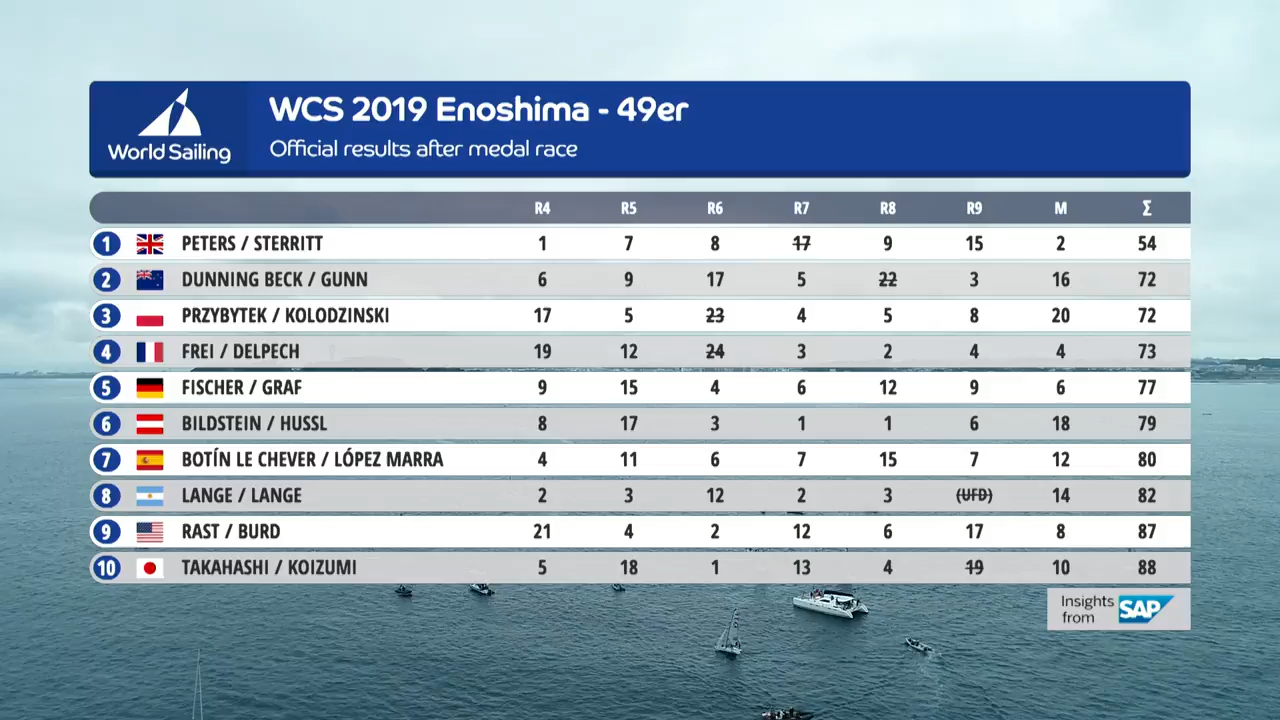 WCS 2019 Enoshima - 49er
World Sailing
Official results after medal race
R4 R5 R6 R7 R8 R9 M Σ
1 PETERS / STERRITT 1 7 8 17 9 15 2 54
2 DUNNING BECK / GUNN 6 9 17 5 22 3 16 72
3 PRZYBYTEK / KOLODZINSKI 17 5 23 4 5 8 20 72
4 FREI / DELPECH 19 12 24 3 2 4 4 73
5 FISCHER / GRAF 9 15 4 6 12 9 6 77
6 BILDSTEIN / HUSSL 8 17 3 1 1 6 18 79
7 BOTÍN LE CHEVER / LÓPEZ MARRA 4 11 6 7 15 7 12 80
8 LANGE / LANGE 2 3 12 2 3 (UFD) 14 82
9 RAST / BURD 21 4 2 12 6 17 8 87
10 TAKAHASHI / KOIZUMI 5 18 1 13 4 19 10 88
Insights
from SAP